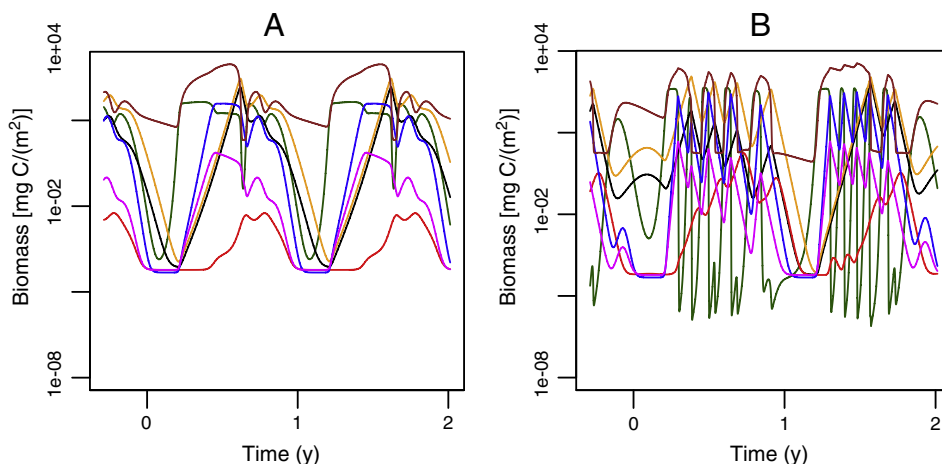 A
B
Biomass [mg C/(m²)]
1e+04
1e-02
1e-08
0
1
2
Time (y)
Biomass [mg C/(m²)]
1e+04
1e-02
1e-08
0
1
2
Time (y)